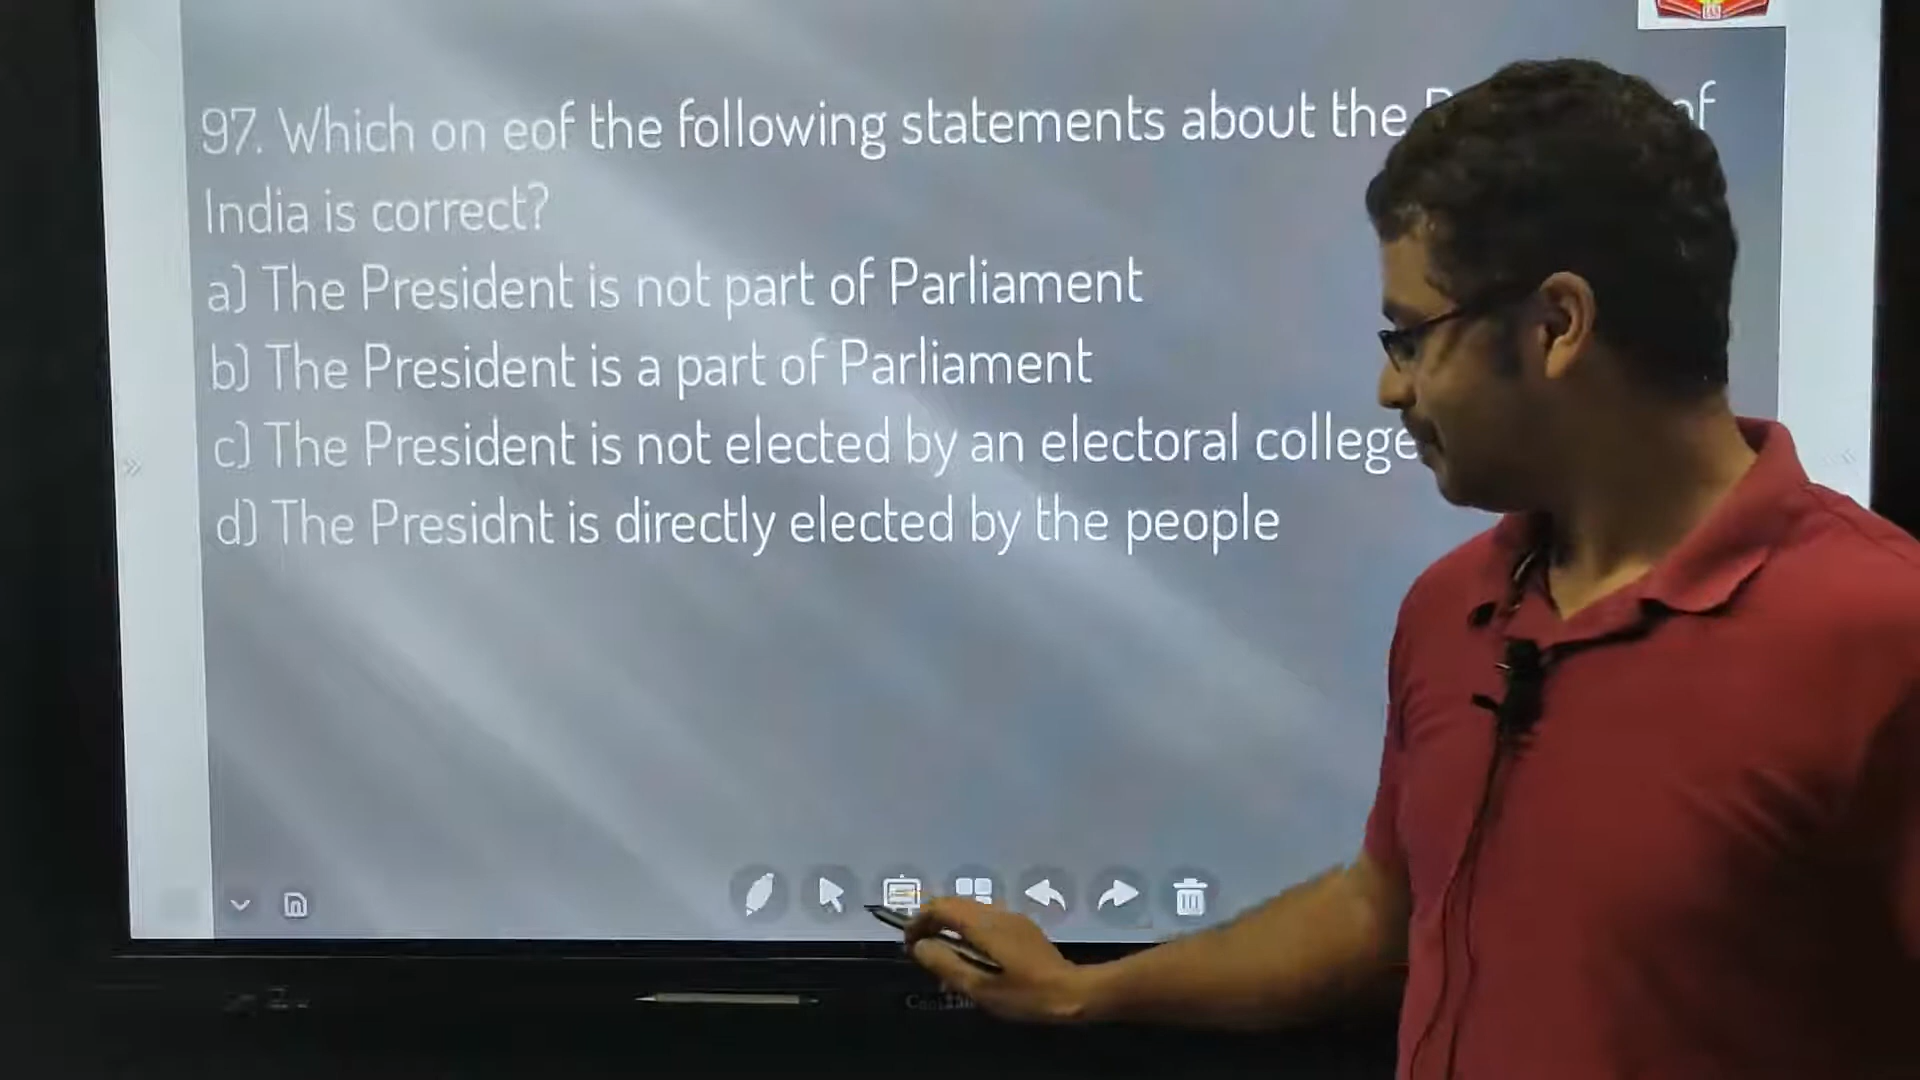 97. Which on eof the following statements about the of
India is correct?
a) The President is not part of Parliament
b) The President is a part of Parliament
c) The President is not elected by an electoral college
d) The Presidnt is directly elected by the people